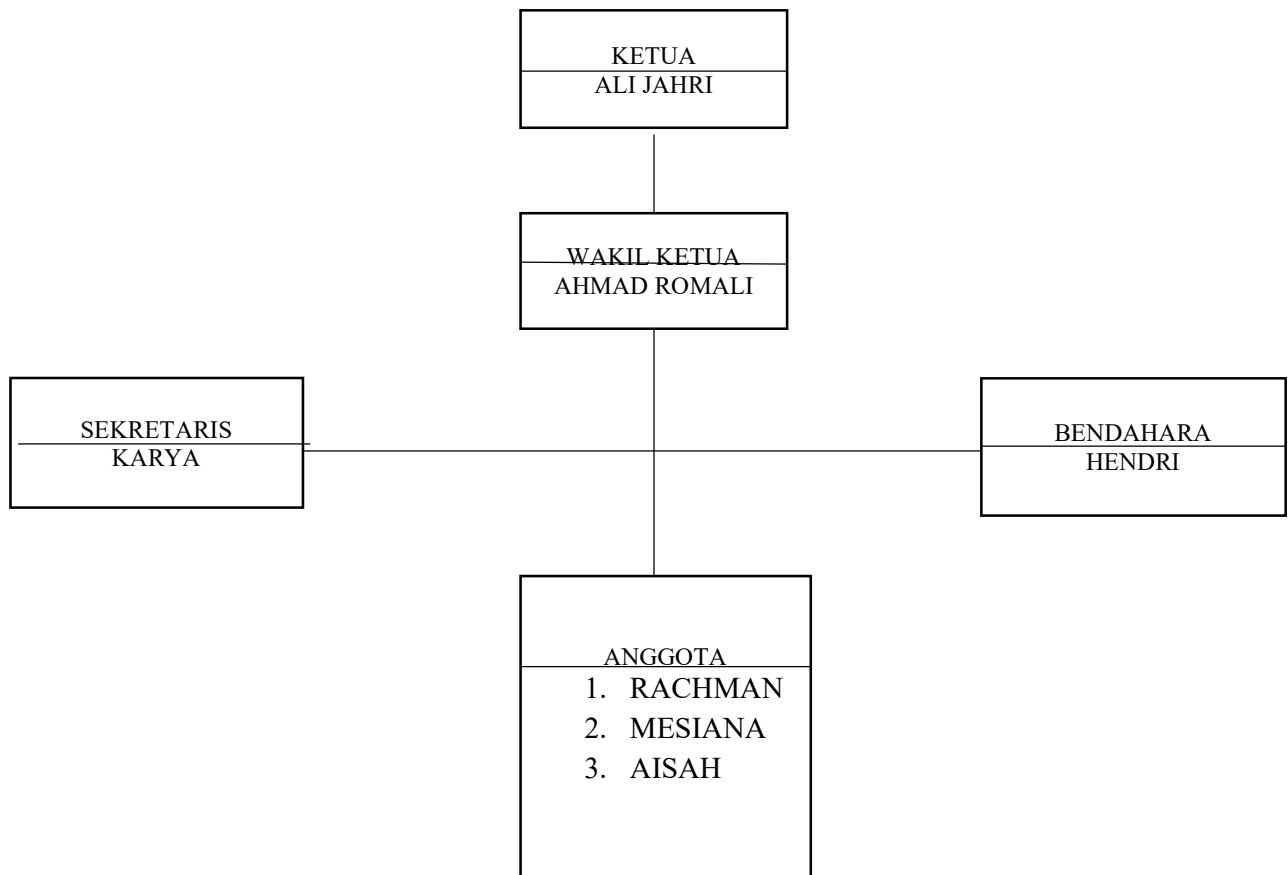 KETUA
ALI JAHRI
WAKIL KETUA
AHMAD ROMALI
SEKRETARIS
KARYA
BENDAHARA
HENDRI
ANGGOTA
1. RACHMAN
2. MESIANA
3. AISAH